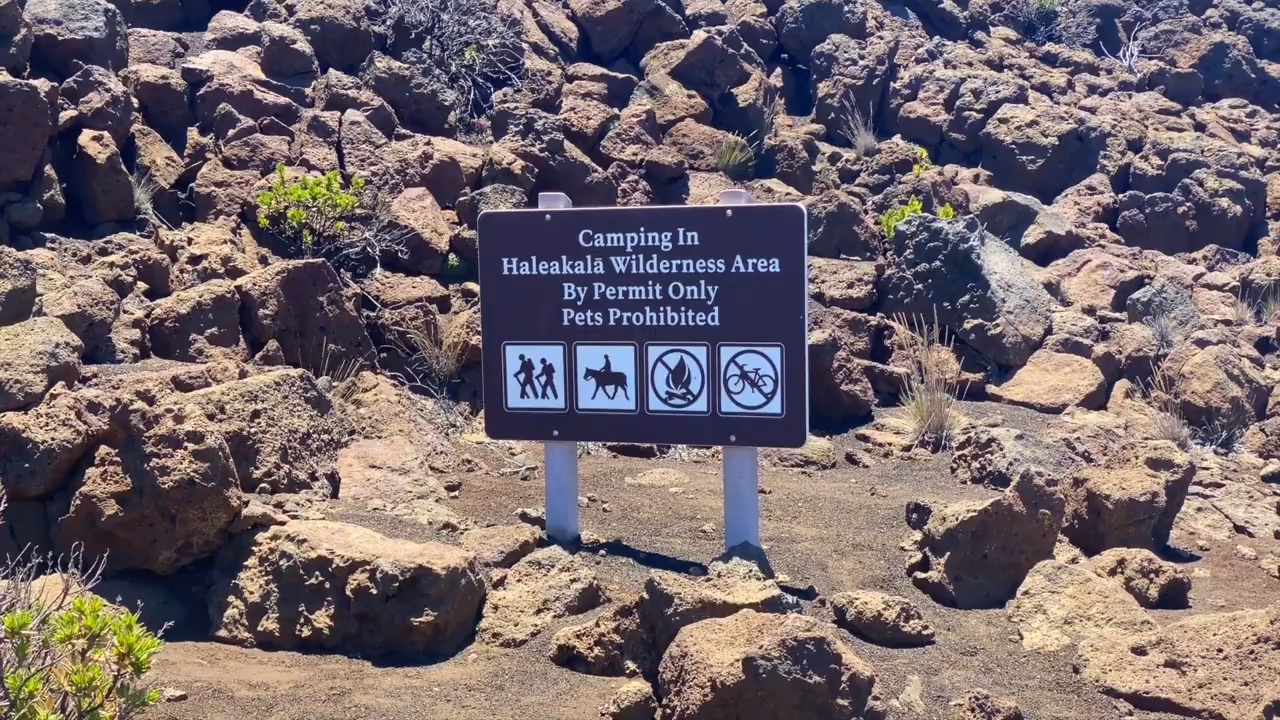 Camping In
Haleakalā Wilderness Area
By Permit Only
Pets Prohibited